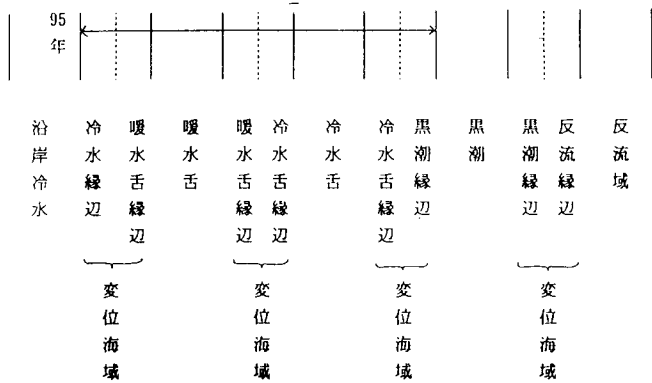 95
年
沿岸冷水
冷水縁辺
暖水舌縁辺
暖水舌
暖水舌縁辺
冷水舌縁辺
冷水舌
冷水舌縁辺
黒潮縁辺
黒潮
黒潮縁辺
反流縁辺
反流域
変位海域
変位海域
変位海域
変位海域